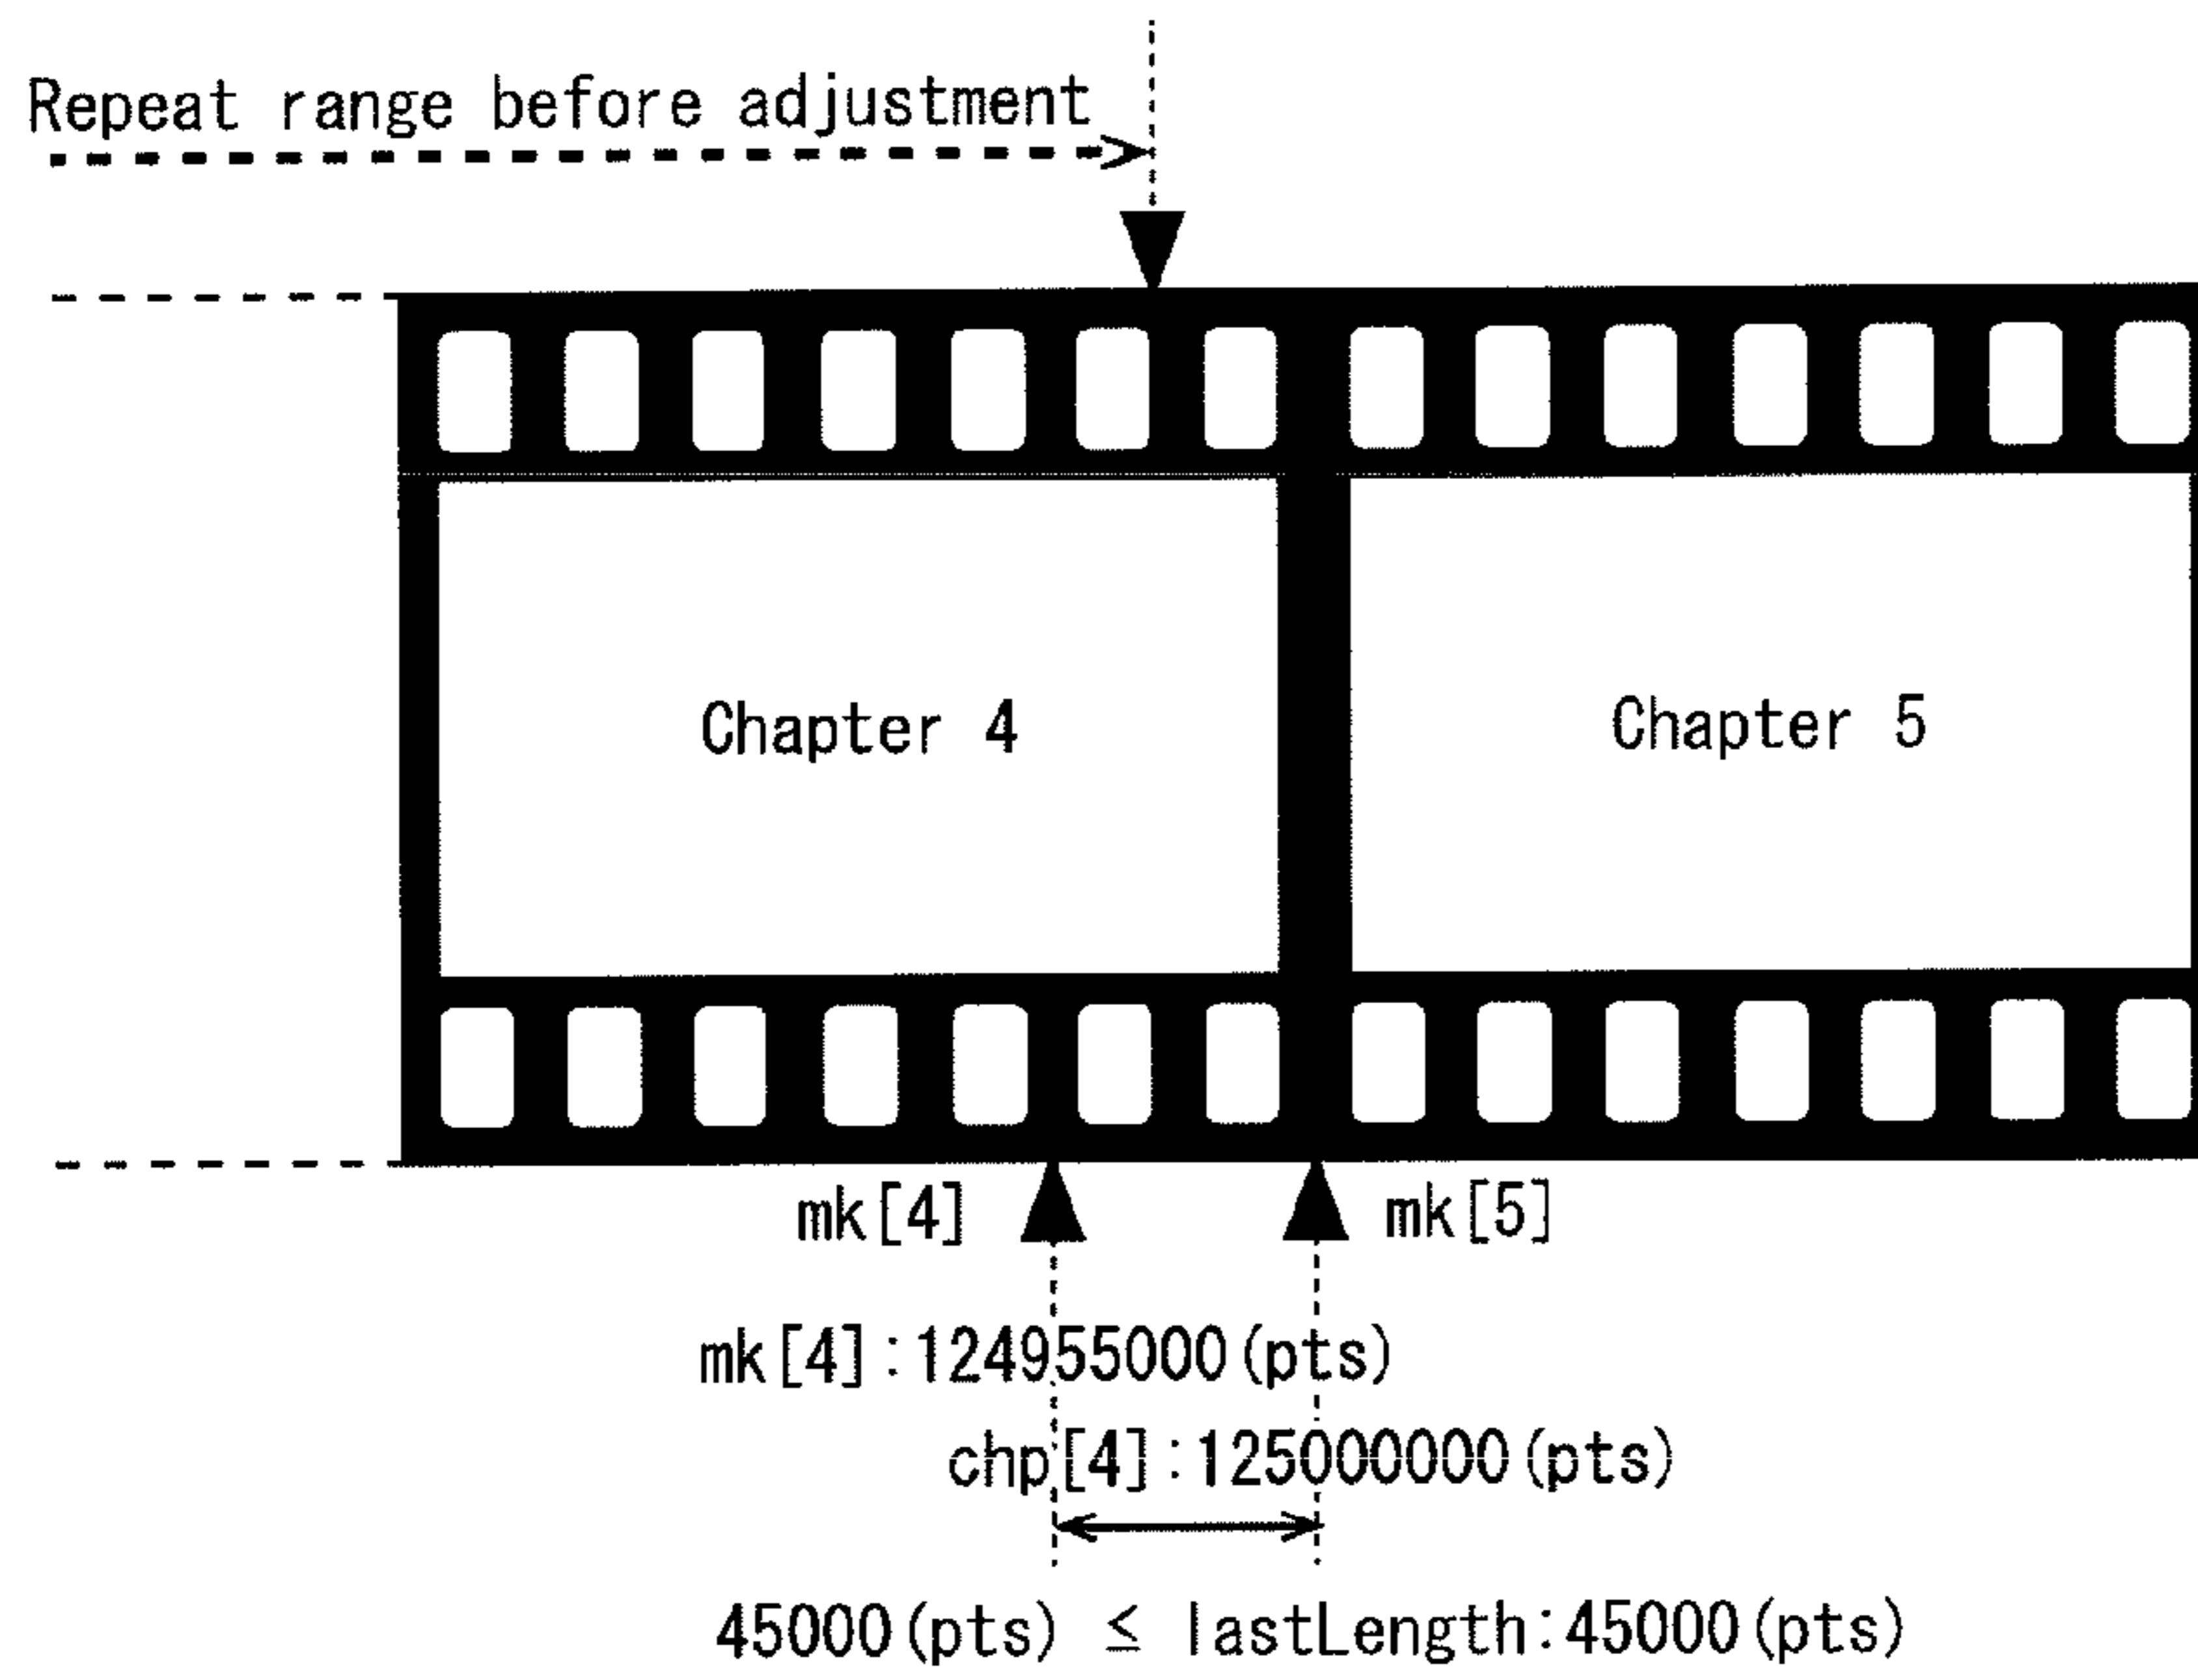 Repeat range before adjustment
Chapter 4
Chapter 5
mk[4]
mk[5]
mk[4]:124955000(pts)
chp[4]:125000000(pts)
45000(pts) ≤ lastLength:45000(pts)